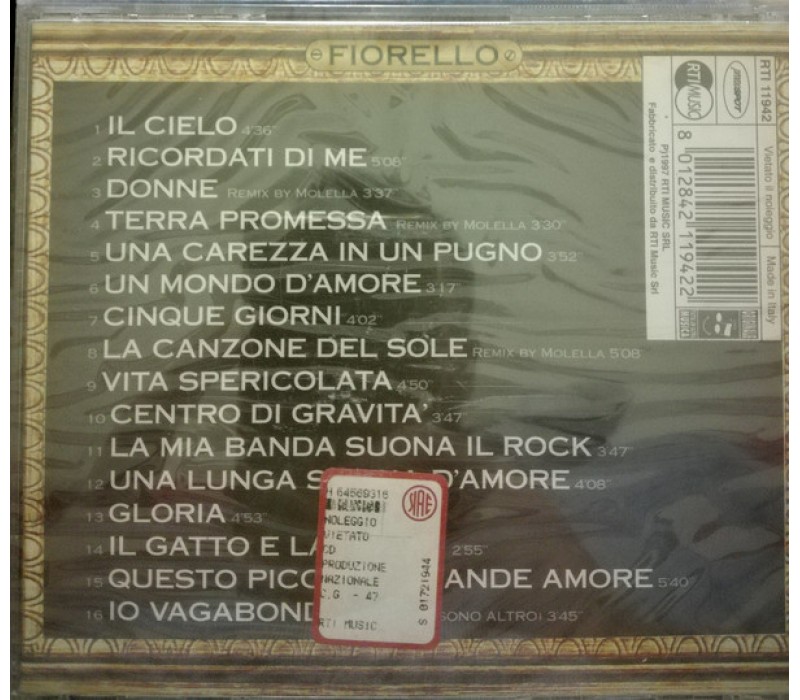 FIORELLO
1 IL CIELO 4'36"
2 RICORDATI DI ME 5'08"
3 DONNE REMIX BY MOLELLA 3'37"
4 TERRA PROMESSA REMIX BY MOLELLA 3'30"
5 UNA CAREZZA IN UN PUGNO 3'52"
6 UN MONDO D'AMORE 3'17"
7 CINQUE GIORNI 4'02"
8 LA CANZONE DEL SOLE REMIX BY MOLELLA 5'08"
9 VITA SPERICOLATA 4'50"
10 CENTRO DI GRAVITA' 3'47"
11 LA MIA BANDA SUONA IL ROCK 3'47"
12 UNA LUNGA S D'AMORE 4'08"
13 GLORIA 4'53"
14 IL GATTO E LA 2'55"
15 QUESTO PICCO ANDE AMORE 5'40"
16 IO VAGABOND SONO ALTRO) 3'45"
RTI MUSIC
RTI 11942
Vietato il noleggio
Made in Italy
8 012842 119422
P)1997 RTI MUSIC SRL
Fabbricato e distribuito da RTI Music Srl
H 64569316
NOLEGGIO
VIETATO
CD
PRODUZIONE
NAZIONALE
C.G - 47
RTI MUSIC
S 01721944